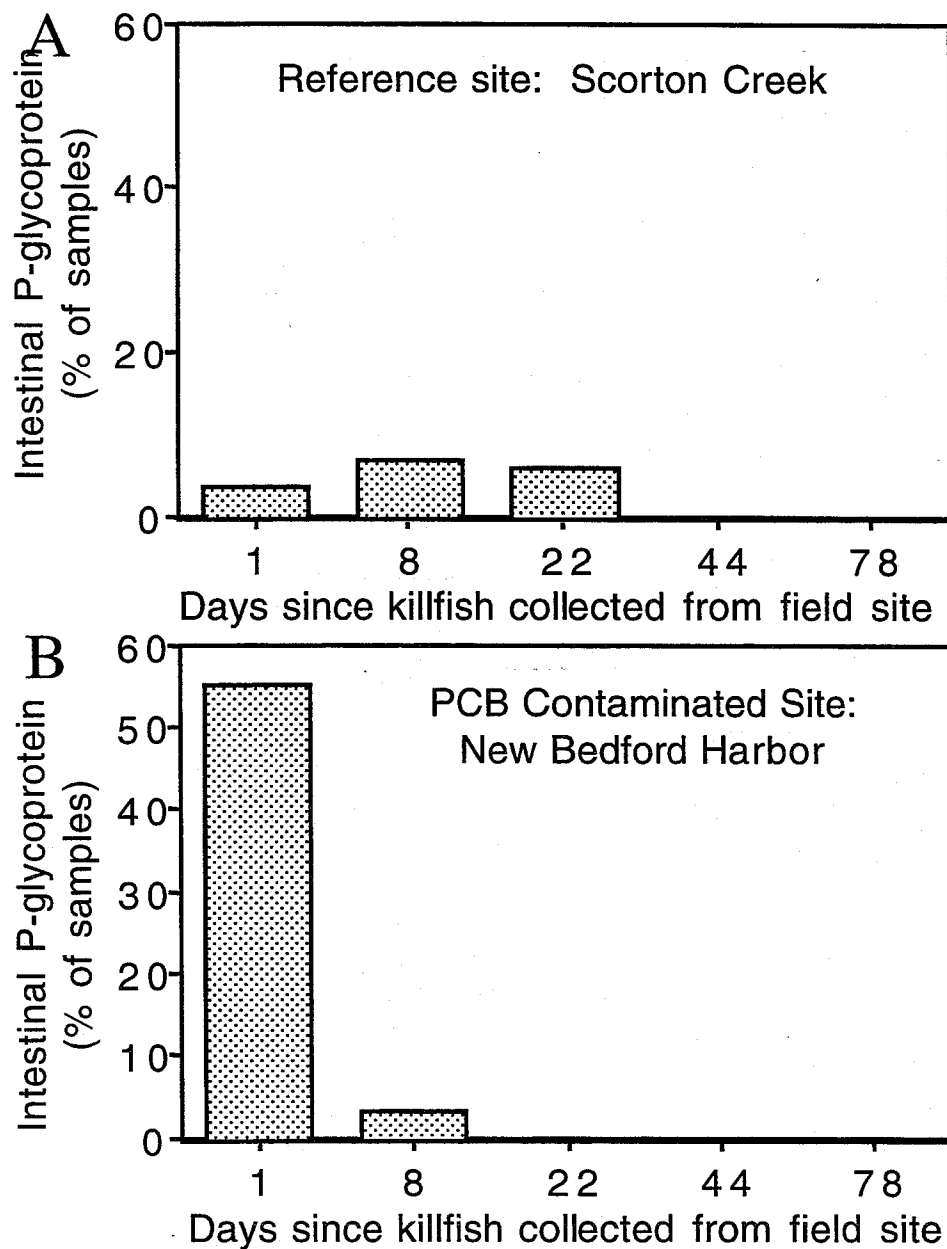 A
Reference site: Scorton Creek
Intestinal P-glycoprotein
(% of samples)
60
40
20
0
1 8 22 44 78
Days since killfish collected from field site
B
PCB Contaminated Site:
New Bedford Harbor
Intestinal P-glycoprotein
(% of samples)
60
50
40
30
20
10
0
1 8 22 44 78
Days since killfish collected from field site